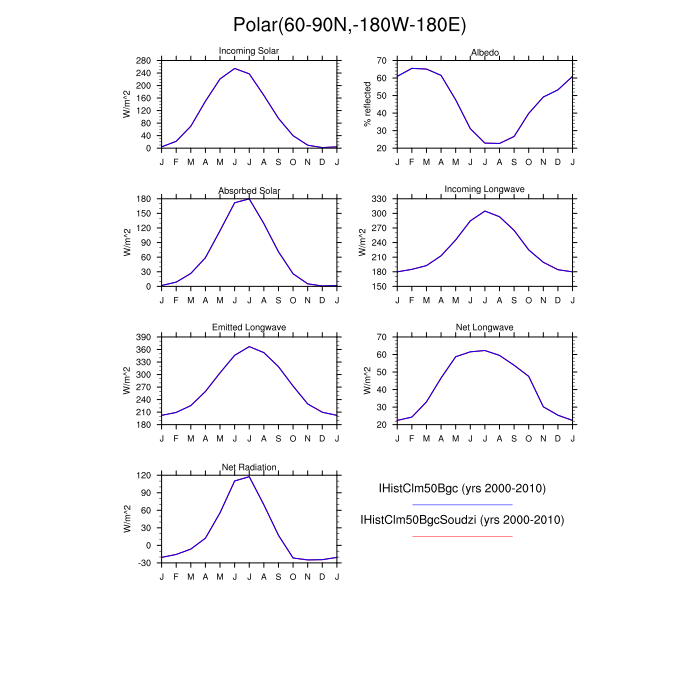 Polar(60-90N,-180W-180E)
Incoming Solar
W/m^2
280
240
200
160
120
80
40
0
J F M A M J J A S O N D J
Albedo
% reflected
70
60
50
40
30
20
J F M A M J J A S O N D J
Absorbed Solar
W/m^2
180
150
120
90
60
30
0
J F M A M J J A S O N D J
Incoming Longwave
W/m^2
330
300
270
240
210
180
150
J F M A M J J A S O N D J
Emitted Longwave
W/m^2
390
360
330
300
270
240
210
180
J F M A M J J A S O N D J
Net Longwave
W/m^2
70
60
50
40
30
20
J F M A M J J A S O N D J
Net Radiation
W/m^2
120
90
60
30
0
-30
J F M A M J J A S O N D J
IHistClm50Bgc (yrs 2000-2010)
IHistClm50BgcSoudzi (yrs 2000-2010)